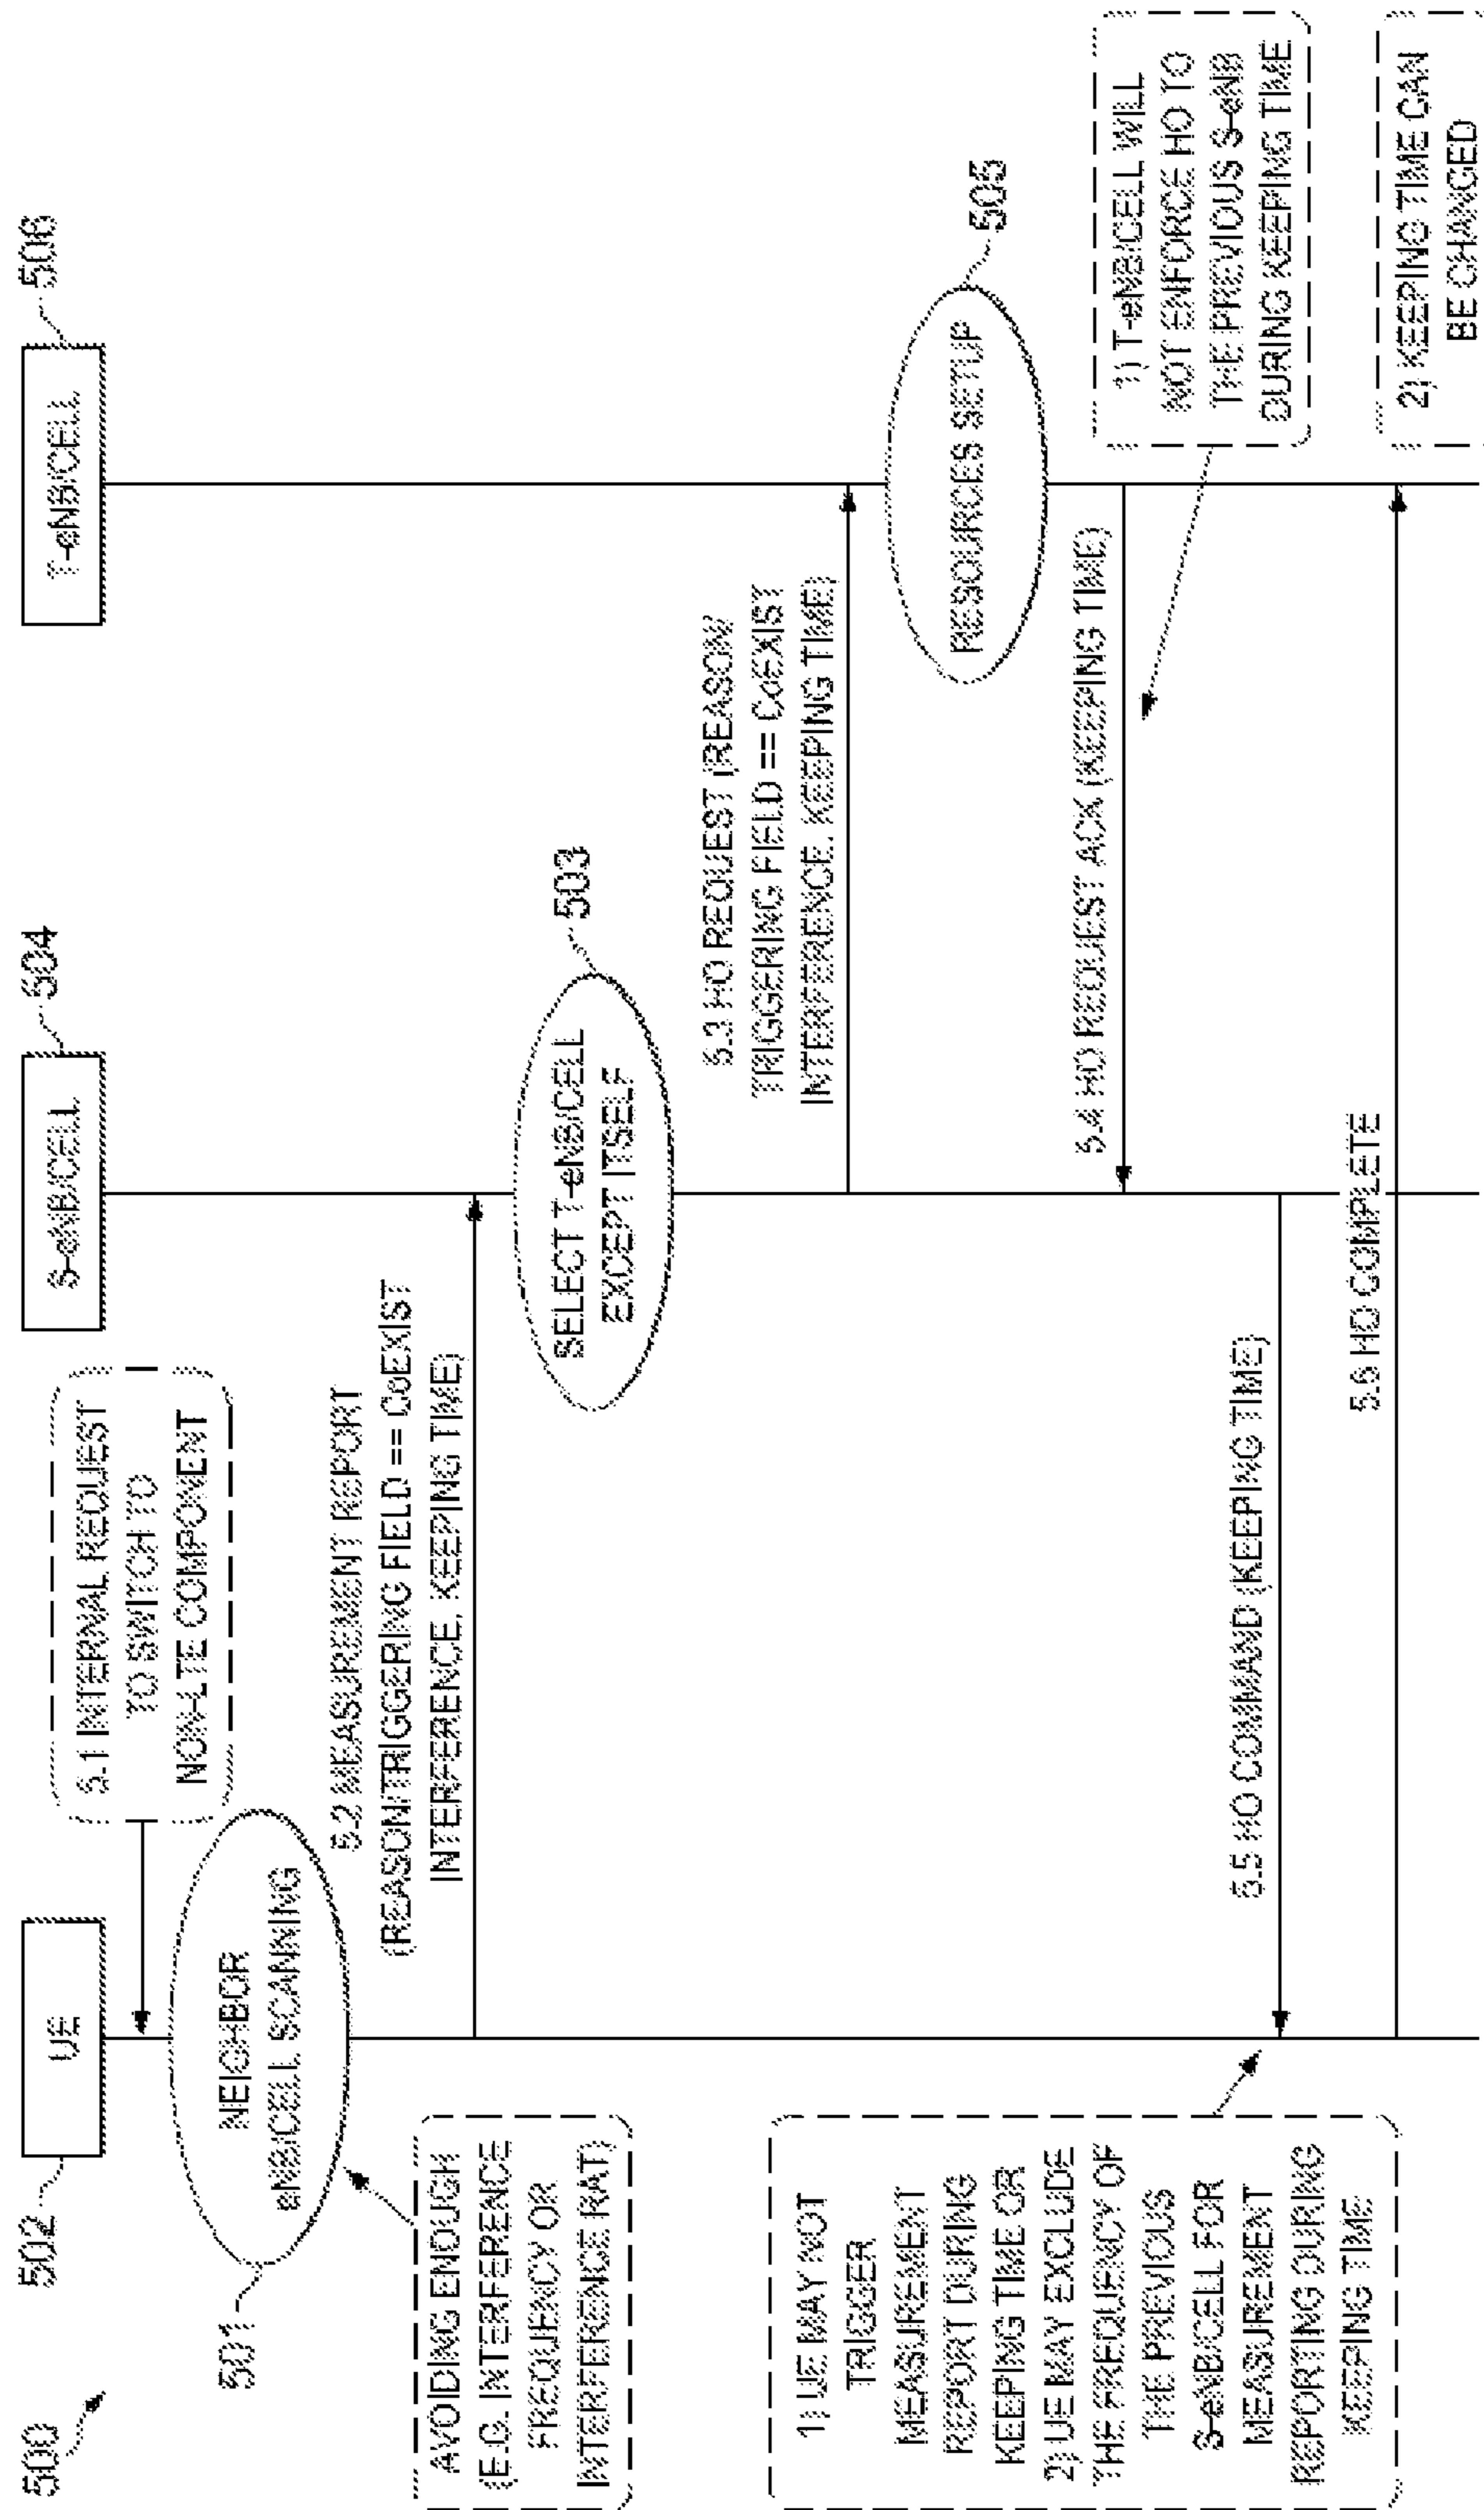 500
502
UE
504
S-eNB/CELL
506
T-eNB/CELL
5.1 INTERNAL REQUEST
TO SWITCH TO
NON-LTE COMPONENT
501
NEIGHBOR
eNB/CELL SCANNING
AVOIDING ENOUGH
(E.G. INTERFERENCE
FREQUENCY OR
INTERFERENCE RAT)
5.2 MEASUREMENT REPORT
(REASON/TRIGGERING FIELD == CoEXIST
INTERFERENCE, KEEPING TIME)
503
SELECT T-eNB/CELL
EXCEPT ITSELF
5.3 HO REQUEST (REASON/
TRIGGERING FIELD == CoEXIST
INTERFERENCE, KEEPING TIME)
505
RESOURCES SETUP
5.4 HO REQUEST ACK (KEEPING TIME)
1) T-eNB/CELL WILL
NOT ENFORCE HO TO
THE PREVIOUS S-eNB
DURING KEEPING TIME
1) UE MAY NOT
TRIGGER
MEASUREMENT
REPORT DURING
KEEPING TIME OR
2) UE MAY EXCLUDE
THE FREQUENCY OF
THE PREVIOUS
S-eNB/CELL FOR
MEASUREMENT
REPORTING DURING
KEEPING TIME
5.5 HO COMMAND (KEEPING TIME)
5.6 HO COMPLETE
2) KEEPING TIME CAN
BE CHANGED